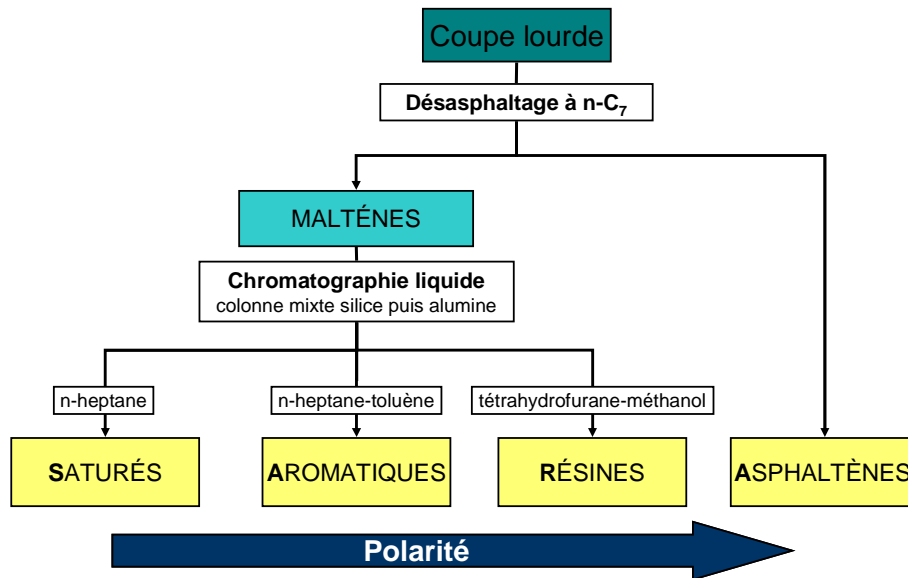 Coupe lourde
Désasphaltage à n-C₇
MALTÉNES
Chromatographie liquide
colonne mixte silice puis alumine
n-heptane
n-heptane-toluène
tétrahydrofurane-méthanol
SATURÉS
AROMATIQUES
RÉSINES
ASPHALTÈNES
Polarité